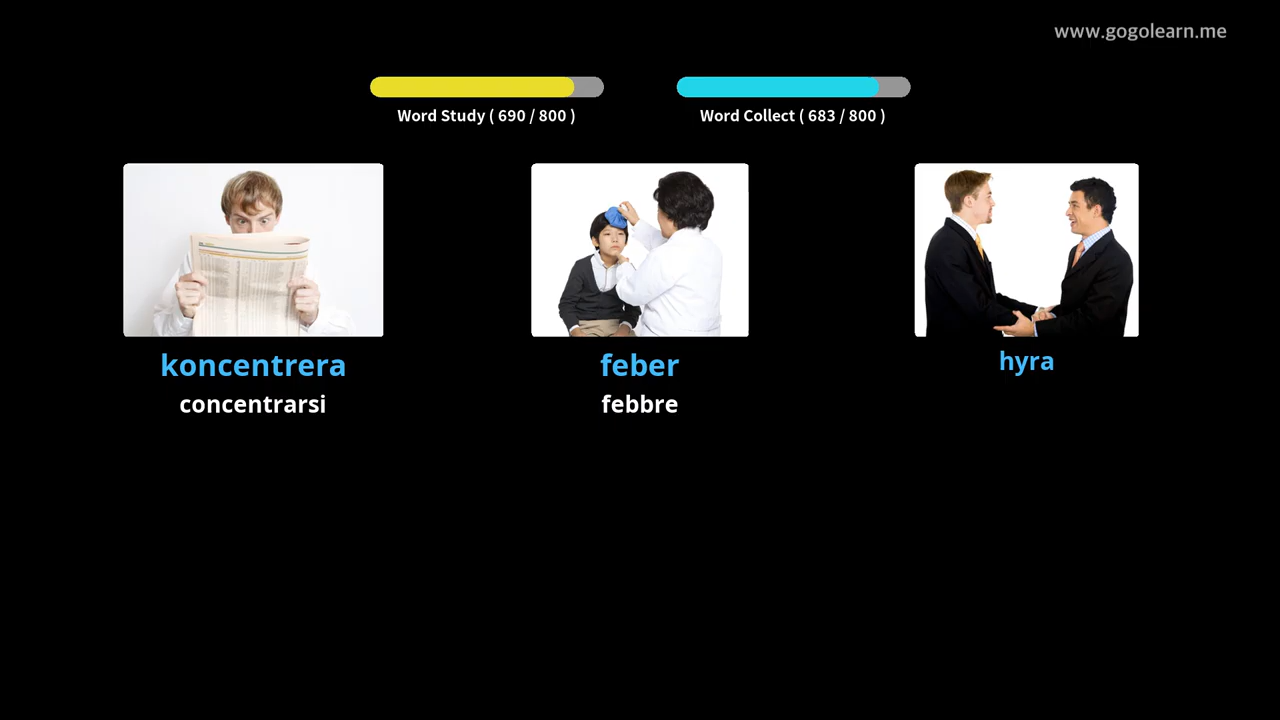 www.gogolearn.me
Word Study ( 690 / 800 )
Word Collect ( 683 / 800 )
koncentrera
feber
hyra
concentrarsi
febbre